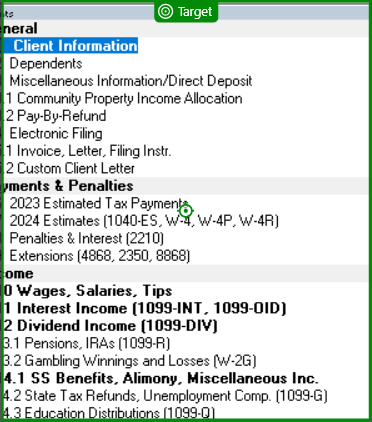 Target
Client Information
Dependents
Miscellaneous Information/Direct Deposit
.1 Community Property Income Allocation
.2 Pay-By-Refund
Electronic Filing
.1 Invoice, Letter, Filing Instr.
.2 Custom Client Letter
yments & Penalties
2023 Estimated Tax Payments
2024 Estimates (1040-ES, W-4, W-4P, W-4R)
Penalties & Interest (2210)
Extensions (4868, 2350, 8868)
come
0 Wages, Salaries, Tips
1 Interest Income (1099-INT, 1099-OID)
2 Dividend Income (1099-DIV)
3.1 Pensions, IRAs (1099-R)
3.2 Gambling Winnings and Losses (W-2G)
4.1 SS Benefits, Alimony, Miscellaneous Inc.
4.2 State Tax Refunds, Unemployment Comp. (1099-G)
4.3 Education Distributions (1099-Q)